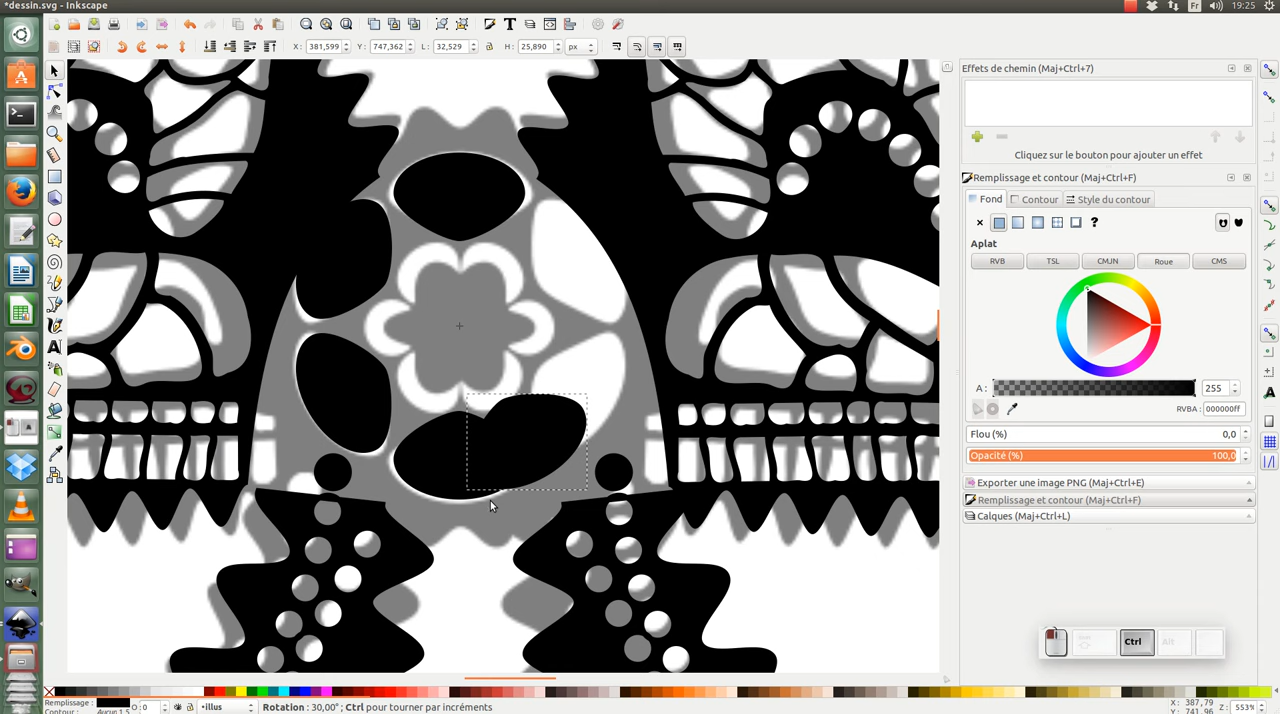 *dessin.svg - Inkscape
Fr 19:25
X: 381,599 Y: 747,362 L: 32,529 H: 25,890 px
Effets de chemin (Maj+Ctrl+7)
Cliquez sur le bouton pour ajouter un effet
Remplissage et contour (Maj+Ctrl+F)
Fond Contour Style du contour
?
Aplat
RVB TSL CMJN Roue CMS
A : 255
RVBA : 000000ff
Flou (%) 0,0
Opacité (%) 100,0
Exporter une image PNG (Maj+Ctrl+E)
Remplissage et contour (Maj+Ctrl+F)
Calques (Maj+Ctrl+L)
Ctrl Alt
Remplissage :
Contour : Aucun 1,5
O: 0
•illus
Rotation : 30,00° ; Ctrl pour tourner par incréments
X : 387,79
Y : 741,96
Z : 553%